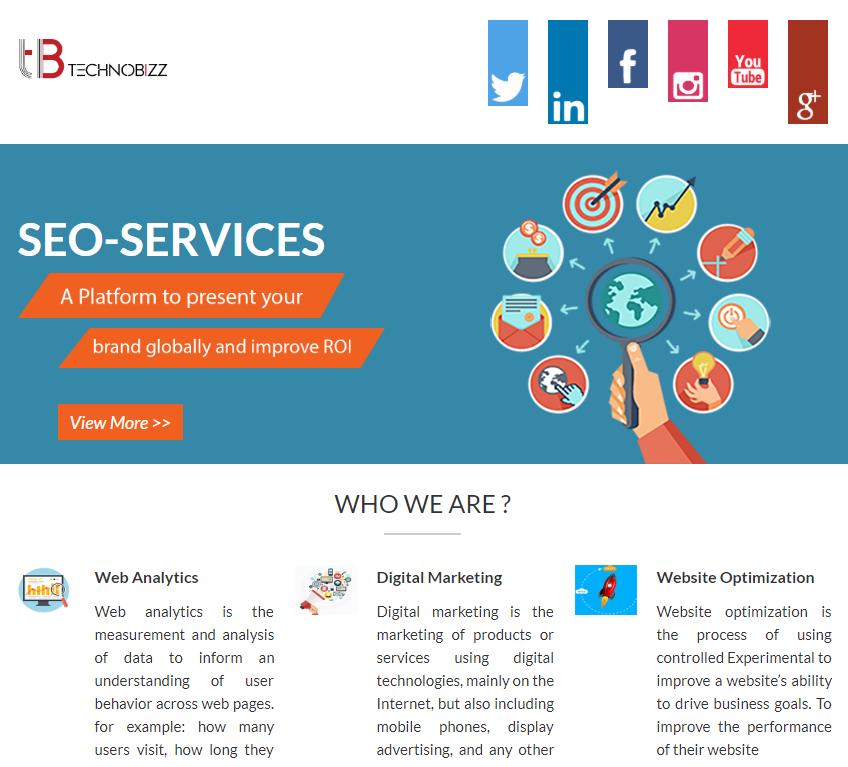 tB TECHNOBIZZ
in
f
You
Tube
g+
SEO-SERVICES
A Platform to present your
brand globally and improve ROI
View More >>
WHO WE ARE ?
Web Analytics
Web analytics is the
measurement and analysis
of data to inform an
understanding of user
behavior across web pages.
for example: how many
users visit, how long they
Digital Marketing
Digital marketing is the
marketing of products or
services using digital
technologies, mainly on the
Internet, but also including
mobile phones, display
advertising, and any other
Website Optimization
Website optimization is
the process of using
controlled Experimental to
improve a website’s ability
to drive business goals. To
improve the performance
of their website